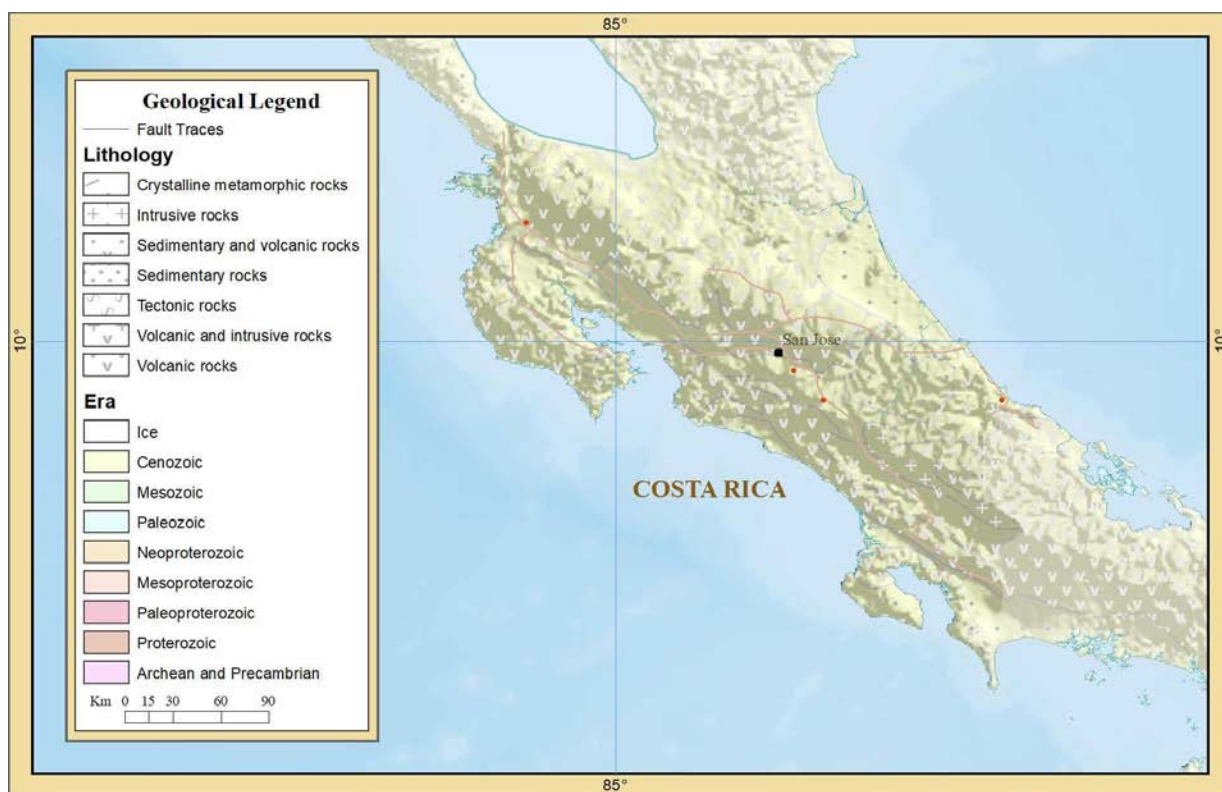 85°
Geological Legend
Fault Traces
Lithology
Crystalline metamorphic rocks
Intrusive rocks
Sedimentary and volcanic rocks
Sedimentary rocks
Tectonic rocks
Volcanic and intrusive rocks
Volcanic rocks
Era
Ice
Cenozoic
Mesozoic
Paleozoic
Neoproterozoic
Mesoproterozoic
Paleoproterozoic
Proterozoic
Archean and Precambrian
Km 0 15 30 60 90
10°
10°
San Jose
COSTA RICA
85°